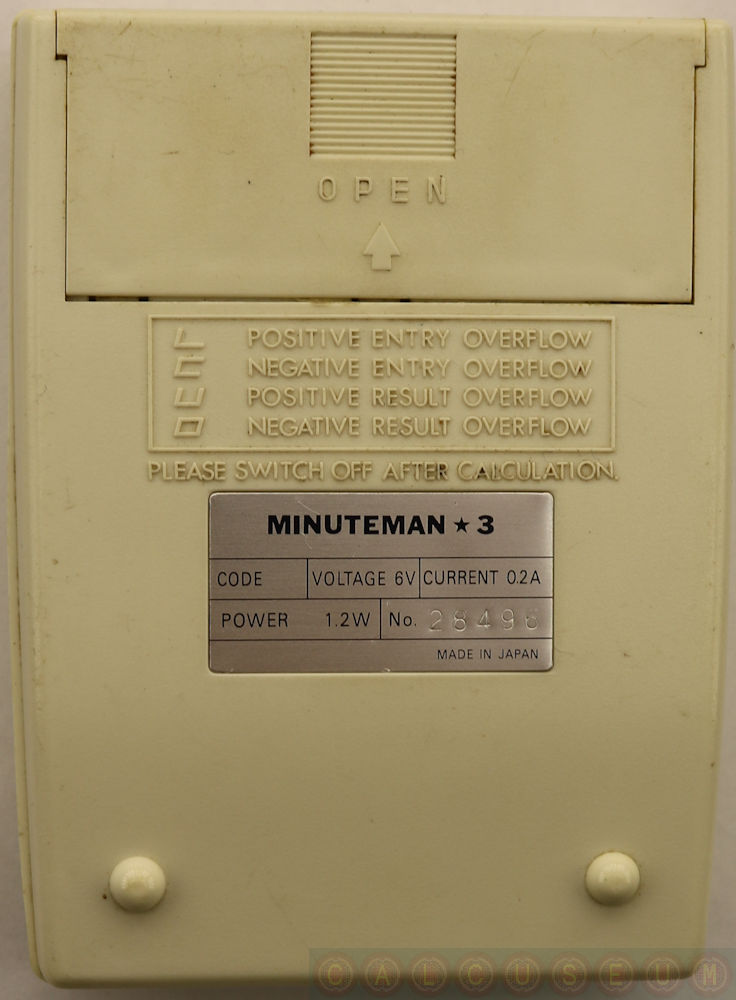 OPEN
L POSITIVE ENTRY OVERFLOW
⊏ NEGATIVE ENTRY OVERFLOW
⊔ POSITIVE RESULT OVERFLOW
□ NEGATIVE RESULT OVERFLOW
PLEASE SWITCH OFF AFTER CALCULATION.
MINUTEMAN ★ 3
CODE VOLTAGE 6V CURRENT 0.2A
POWER 1.2W No. 28496
MADE IN JAPAN
CALCUSEUM